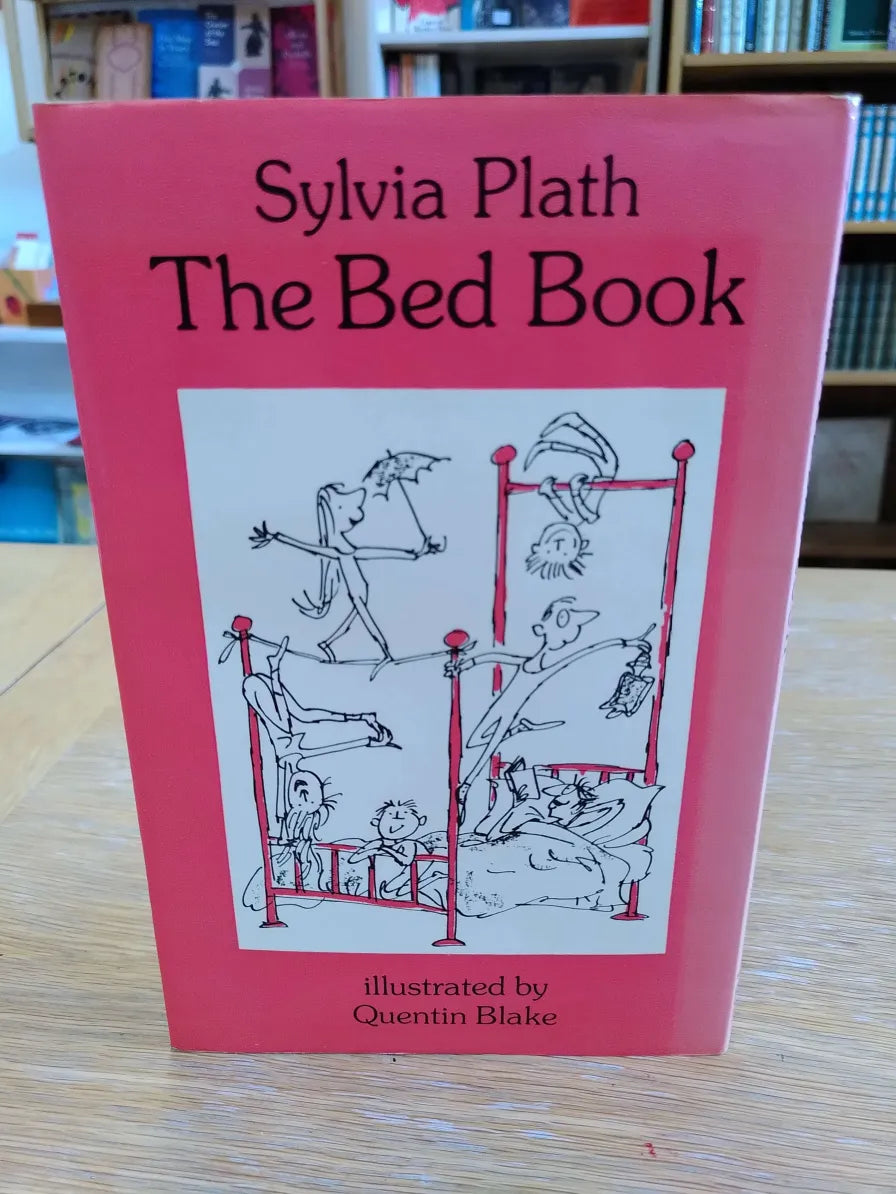 Sylvia Plath
The Bed Book
illustrated by
Quentin Blake